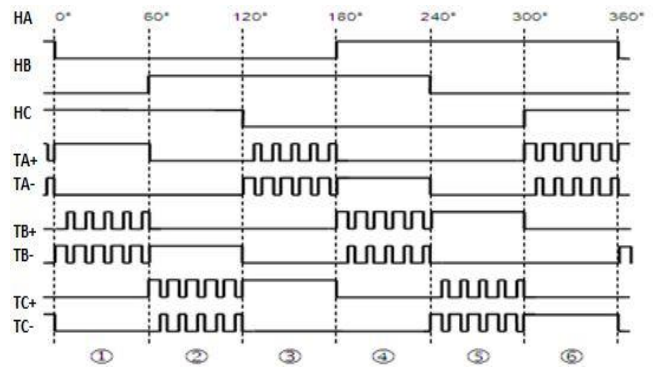 HA 0° 60° 120° 180° 240° 300° 360°
HB
HC
TA+
TA-
TB+
TB-
TC+
TC-
① ② ③ ④ ⑤ ⑥